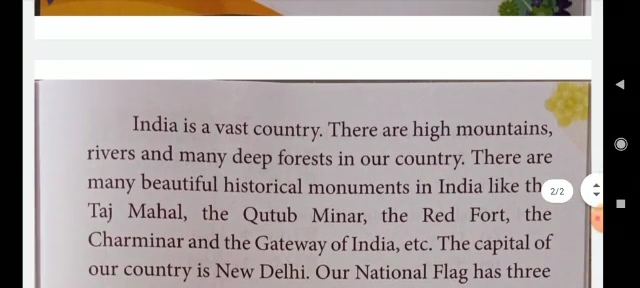 India is a vast country. There are high mountains,
rivers and many deep forests in our country. There are
many beautiful historical monuments in India like th
2/2
Taj Mahal, the Qutub Minar, the Red Fort, the
Charminar and the Gateway of India, etc. The capital of
our country is New Delhi. Our National Flag has three